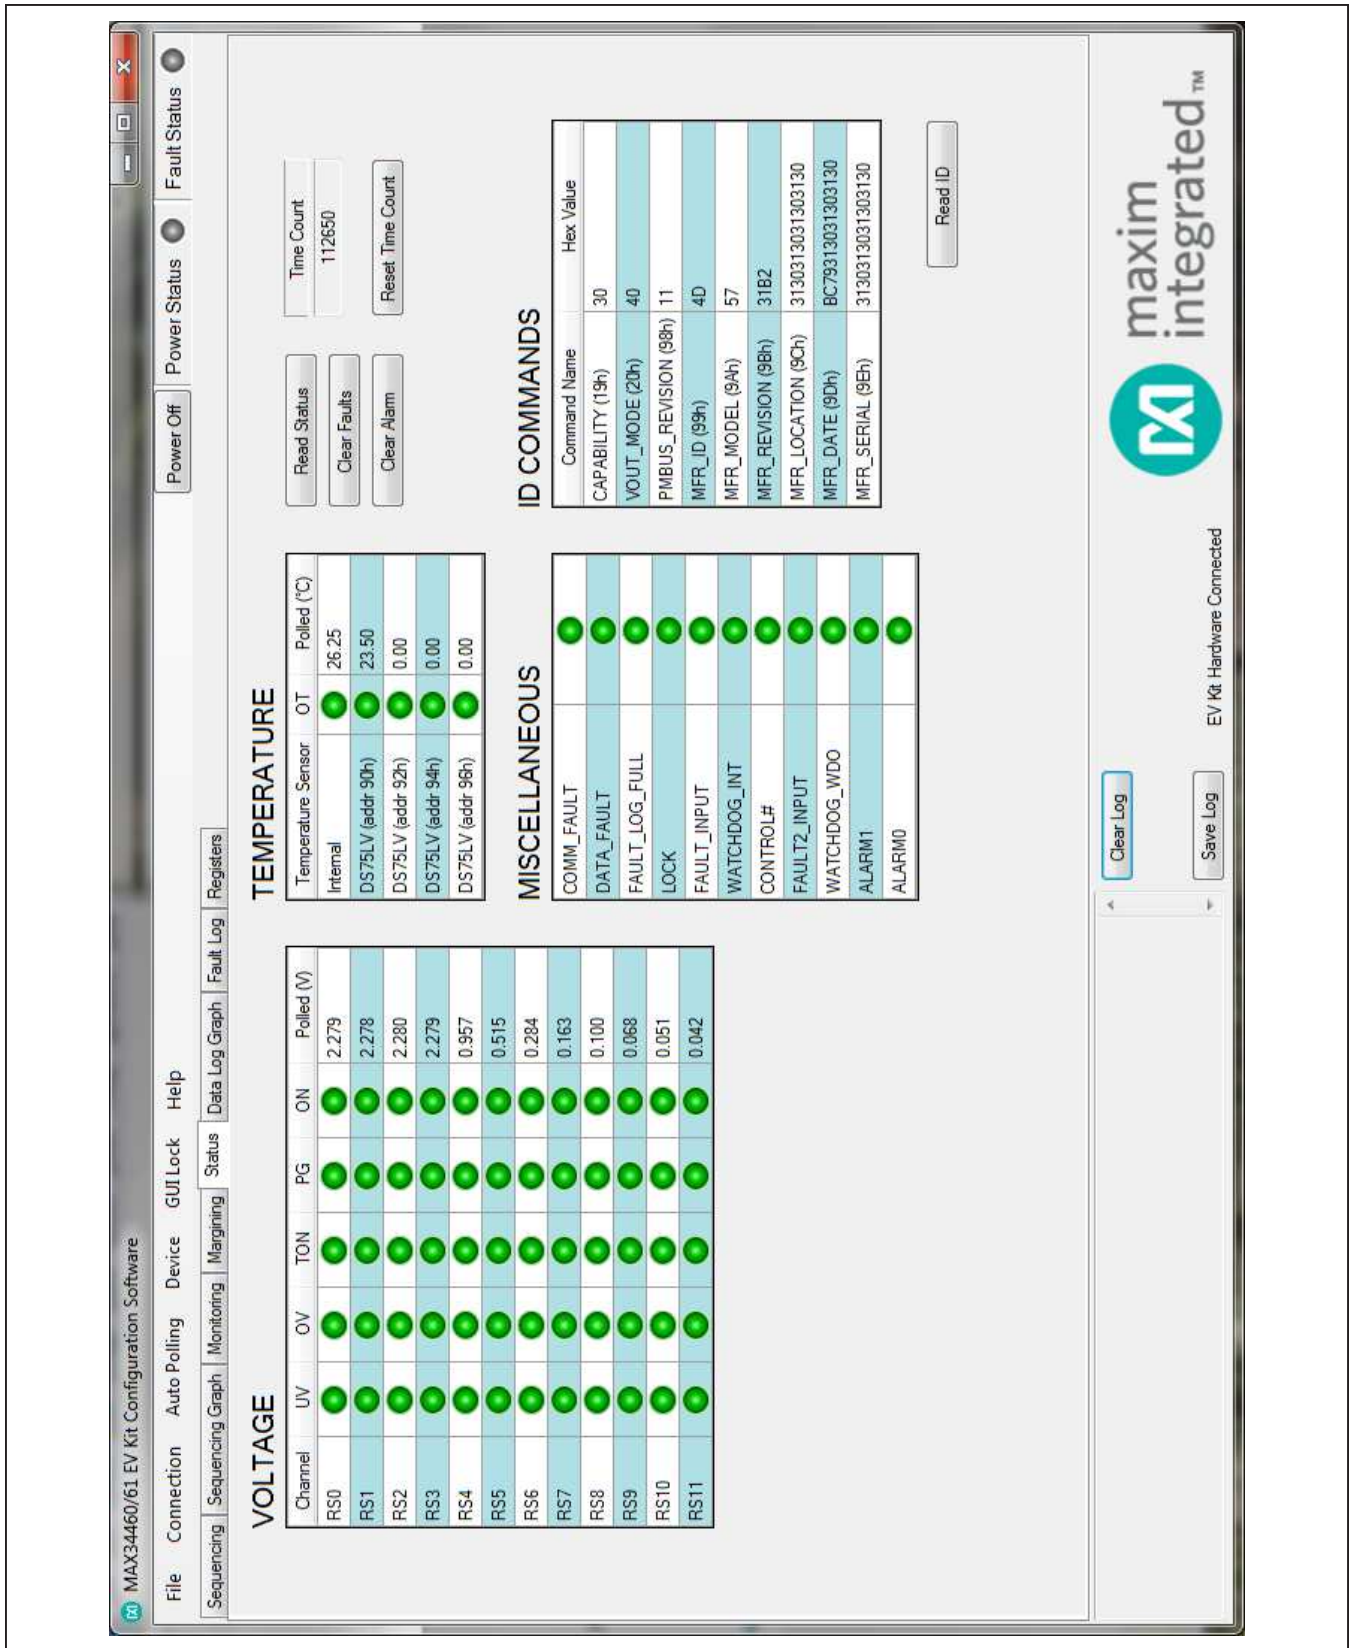 MAX34460/61 EV Kit Configuration Software
File Connection Auto Polling Device GUI Lock Help
Power Off Power Status Fault Status
Sequencing Sequencing Graph Monitoring Margining Status Data Log Graph Fault Log Registers
VOLTAGE
Channel UV OV TON PG ON Polled (V)
RS0 2.279
RS1 2.278
RS2 2.280
RS3 2.279
RS4 0.957
RS5 0.515
RS6 0.284
RS7 0.163
RS8 0.100
RS9 0.068
RS10 0.051
RS11 0.042
TEMPERATURE
Temperature Sensor OT Polled (°C)
Internal 26.25
DS75LV (addr 90h) 23.50
DS75LV (addr 92h) 0.00
DS75LV (addr 94h) 0.00
DS75LV (addr 96h) 0.00
Read Status
Clear Faults
Clear Alarm
Time Count
112650
Reset Time Count
MISCELLANEOUS
COMM_FAULT
DATA_FAULT
FAULT_LOG_FULL
LOCK
FAULT_INPUT
WATCHDOG_INT
CONTROL#
FAULT2_INPUT
WATCHDOG_WDO
ALARM1
ALARM0
ID COMMANDS
Command Name Hex Value
CAPABILITY (19h) 30
VOUT_MODE (20h) 40
PMBUS_REVISION (98h) 11
MFR_ID (99h) 4D
MFR_MODEL (9Ah) 57
MFR_REVISION (9Bh) 31B2
MFR_LOCATION (9Ch) 3130313031303130
MFR_DATE (9Dh) BC79313031303130
MFR_SERIAL (9Eh) 3130313031303130
Read ID
Clear Log
Save Log
EV Kit Hardware Connected
maxim
integrated™